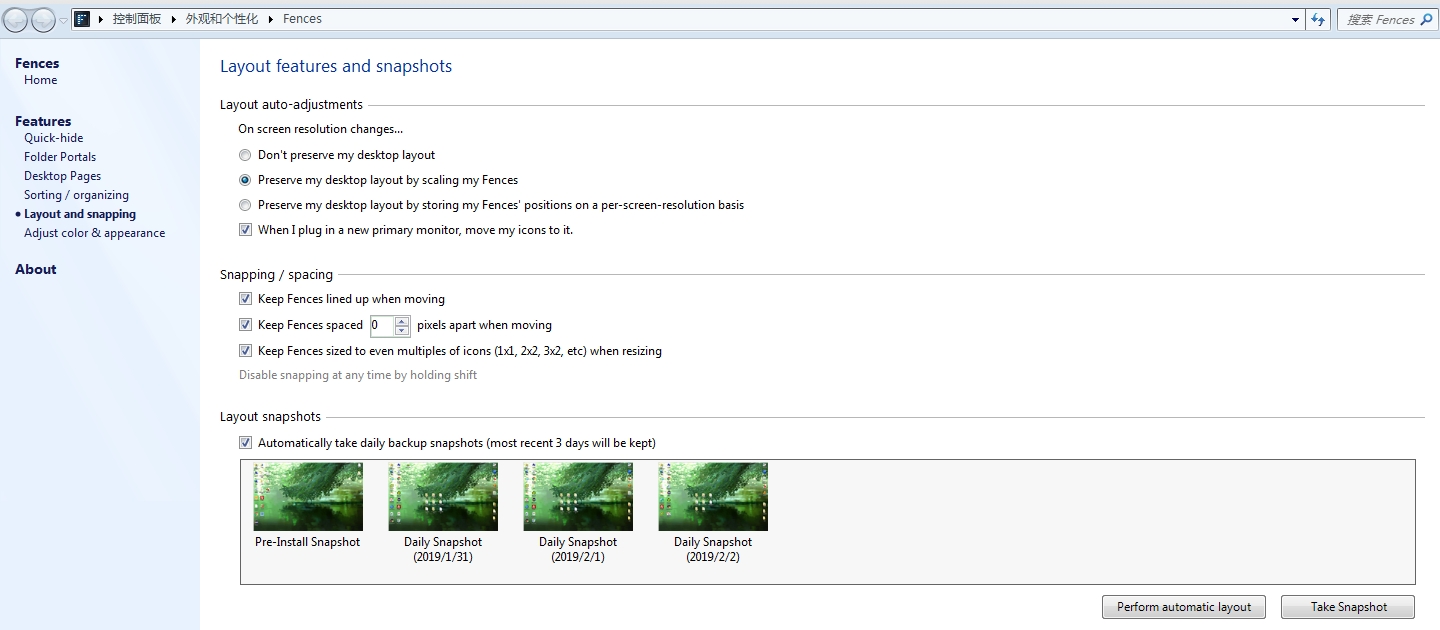 控制面板 外观和个性化 Fences
搜索 Fences
Fences
Home
Features
Quick-hide
Folder Portals
Desktop Pages
Sorting / organizing
Layout and snapping
Adjust color & appearance
About
Layout features and snapshots
Layout auto-adjustments
On screen resolution changes...
Don't preserve my desktop layout
Preserve my desktop layout by scaling my Fences
Preserve my desktop layout by storing my Fences' positions on a per-screen-resolution basis
When I plug in a new primary monitor, move my icons to it.
Snapping / spacing
Keep Fences lined up when moving
Keep Fences spaced 0 pixels apart when moving
Keep Fences sized to even multiples of icons (1x1, 2x2, 3x2, etc) when resizing
Disable snapping at any time by holding shift
Layout snapshots
Automatically take daily backup snapshots (most recent 3 days will be kept)
Pre-Install Snapshot
Daily Snapshot
(2019/1/31)
Daily Snapshot
(2019/2/1)
Daily Snapshot
(2019/2/2)
Perform automatic layout
Take Snapshot